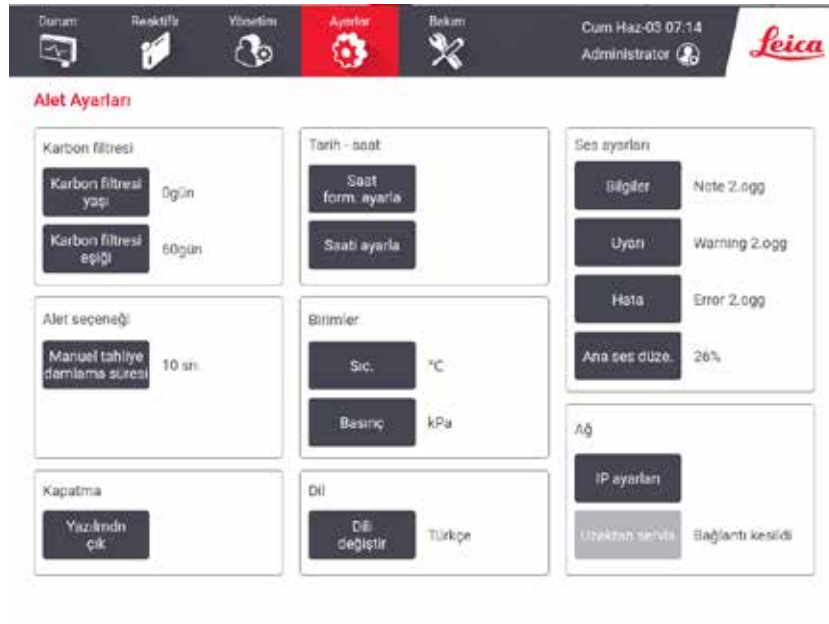 Durum
Reaktifly
Yönetim
Ayarlar
Bakım
Cum Haz-03 07:14
Administrator
Leica
Alet Ayarları
Karbon filtresi
Karbon filtresi
yaşı
0gün
Karbon filtresi
eşiği
60gün
Tarih - saat
Saat
form. ayarla
Saati ayarla
Ses ayarları
Bilgiler
Note 2.ogg
Uyarı
Warning 2.ogg
Hata
Error 2.ogg
Ana ses düze.
26%
Alet seçeneği
Manuel tahliye
damlama süresi
10 sn.
Birimler
Sıc.
°C
Basınç
kPa
Ağ
IP ayarları
Uzaktan servis
Bağlantı kesildi
Kapatma
Yazılmdn
çık
Dil
Dili
değiştir
Türkçe